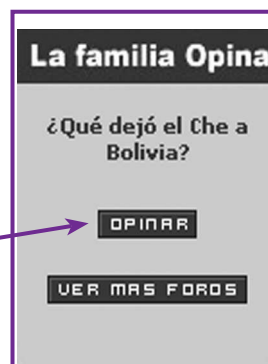 La familia Opina
¿Qué dejó el Che a
Bolivia?
OPINAR
VER MAS FOROS